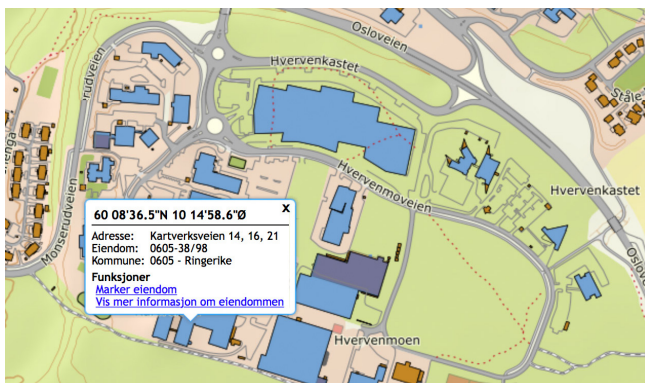 Osloveien
Hvervenkastet
rudveien
Ståle
enga
Hvervenmoveien
Hvervenkastet
Monserudveien
60 08'36.5"N 10 14'58.6"Ø
x
Adresse: Kartverksveien 14, 16, 21
Eiendom: 0605-38/98
Kommune: 0605 - Ringerike
Funksjoner
Marker eiendom
Vis mer informasjon om eiendommen
Oslov
Hvervenmoen